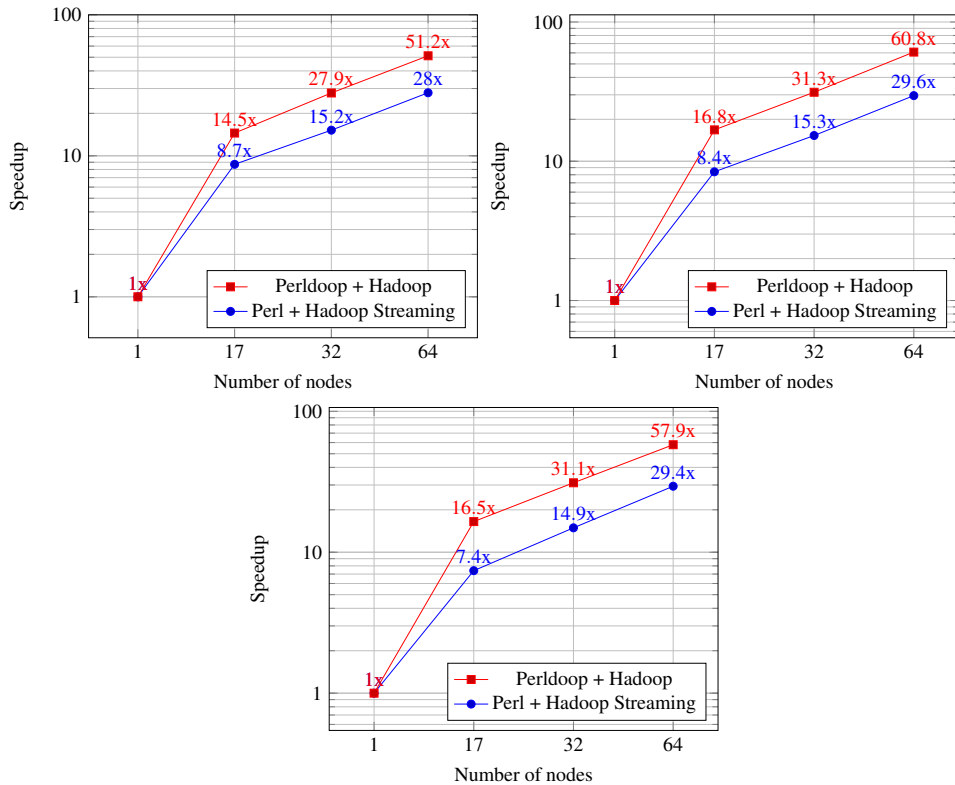 100
10
1
Speedup
51.2x
27.9x
28x
14.5x
15.2x
8.7x
1x
Perldoop + Hadoop
Perl + Hadoop Streaming
1 17 32 64
Number of nodes
100
10
1
Speedup
60.8x
31.3x
29.6x
16.8x
15.3x
8.4x
1x
Perldoop + Hadoop
Perl + Hadoop Streaming
1 17 32 64
Number of nodes
100
10
1
Speedup
57.9x
31.1x
29.4x
16.5x
14.9x
7.4x
1x
Perldoop + Hadoop
Perl + Hadoop Streaming
1 17 32 64
Number of nodes